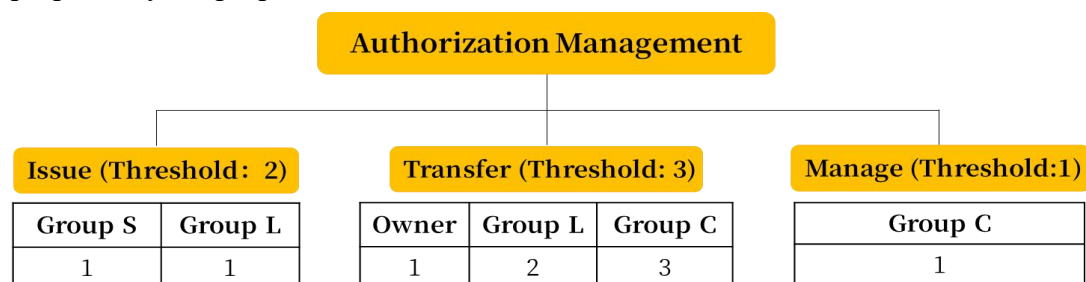 Authorization Management
Issue (Threshold: 2)
Transfer (Threshold: 3)
Manage (Threshold:1)
Group S Group L
1 1
Owner Group L Group C
1 2 3
Group C
1